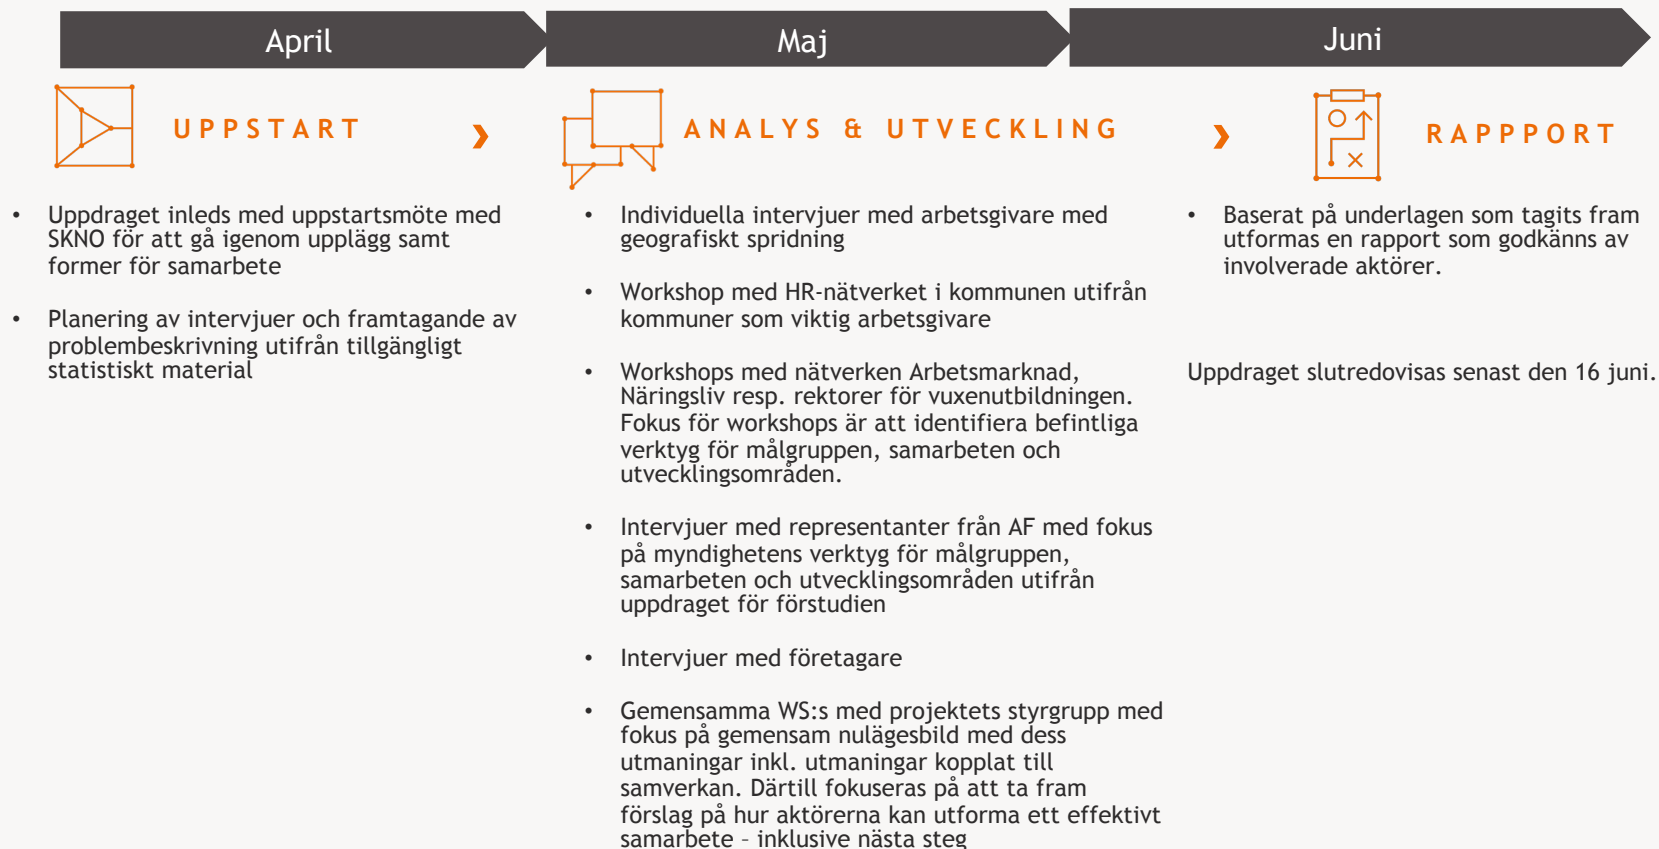 April
Maj
Juni
UPPSTART
›
ANALYS & UTVECKLING
›
RAPPPORT
• Uppdraget inleds med uppstartsmöte med
SKNO för att gå igenom upplägg samt
former för samarbete
• Planering av intervjuer och framtagande av
problembeskrivning utifrån tillgängligt
statistiskt material
• Individuella intervjuer med arbetsgivare med
geografiskt spridning
• Workshop med HR-nätverket i kommunen utifrån
kommuner som viktig arbetsgivare
• Workshops med nätverken Arbetsmarknad,
Näringsliv resp. rektorer för vuxenutbildningen.
Fokus för workshops är att identifiera befintliga
verktyg för målgruppen, samarbeten och
utvecklingsområden.
• Intervjuer med representanter från AF med fokus
på myndighetens verktyg för målgruppen,
samarbeten och utvecklingsområden utifrån
uppdraget för förstudien
• Intervjuer med företagare
• Gemensamma WS:s med projektets styrgrupp med
fokus på gemensam nulägesbild med dess
utmaningar inkl. utmaningar kopplat till
samverkan. Därtill fokuseras på att ta fram
förslag på hur aktörerna kan utforma ett effektivt
samarbete – inklusive nästa steg
• Baserat på underlagen som tagits fram
utformas en rapport som godkänns av
involverade aktörer.
Uppdraget slutredovisas senast den 16 juni.